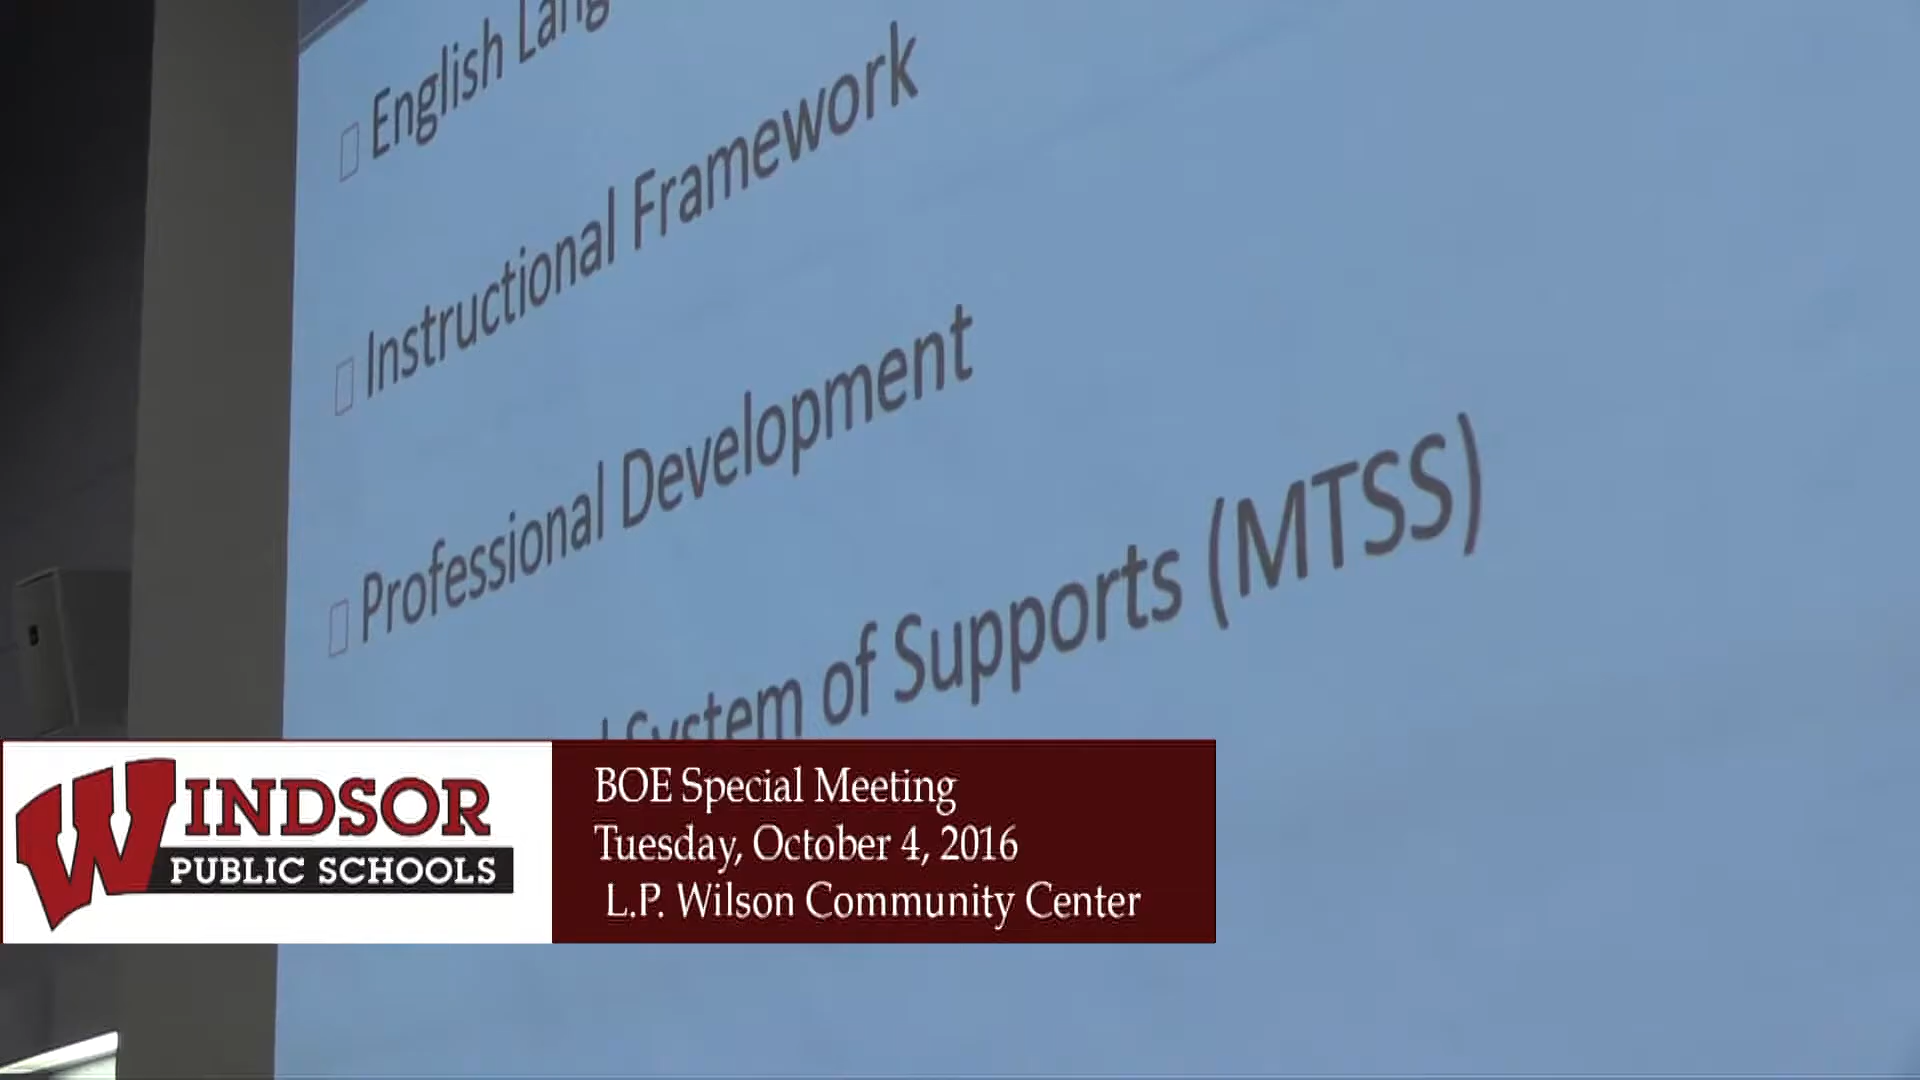 English
Instructional Framework
Professional Development
System of Supports (MTSS)
WINDSOR
PUBLIC SCHOOLS
BOE Special Meeting
Tuesday, October 4, 2016
L.P. Wilson Community Center